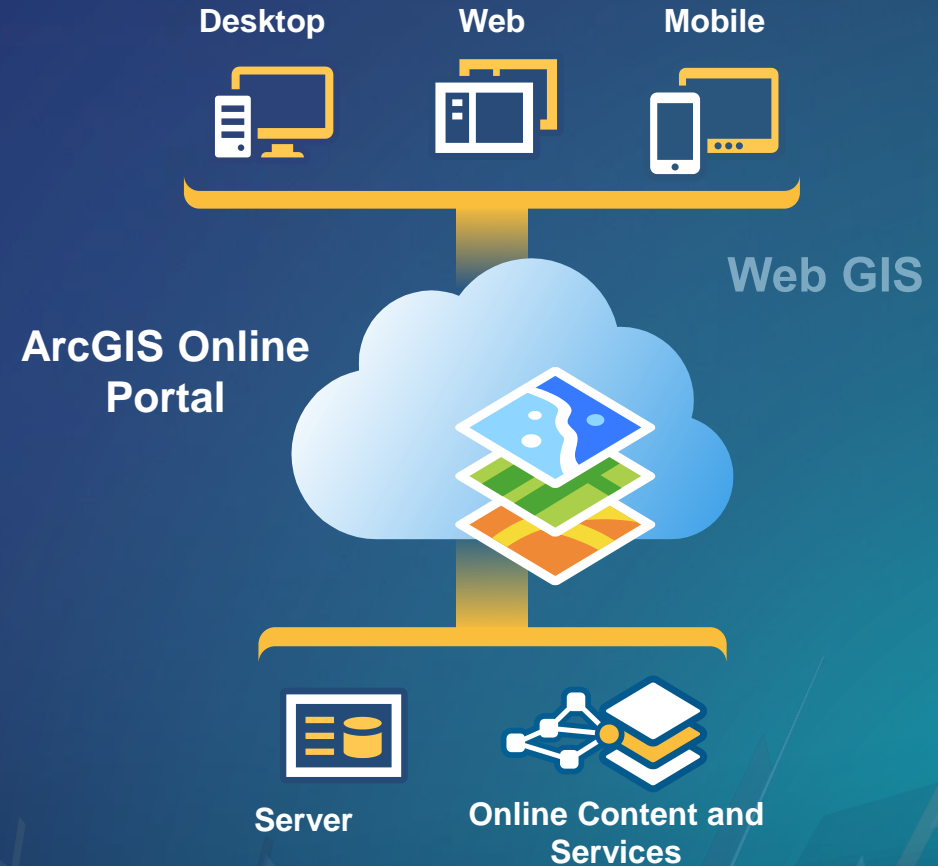 Desktop
Web
Mobile
Web GIS
ArcGIS Online
Portal
Server
Online Content and
Services